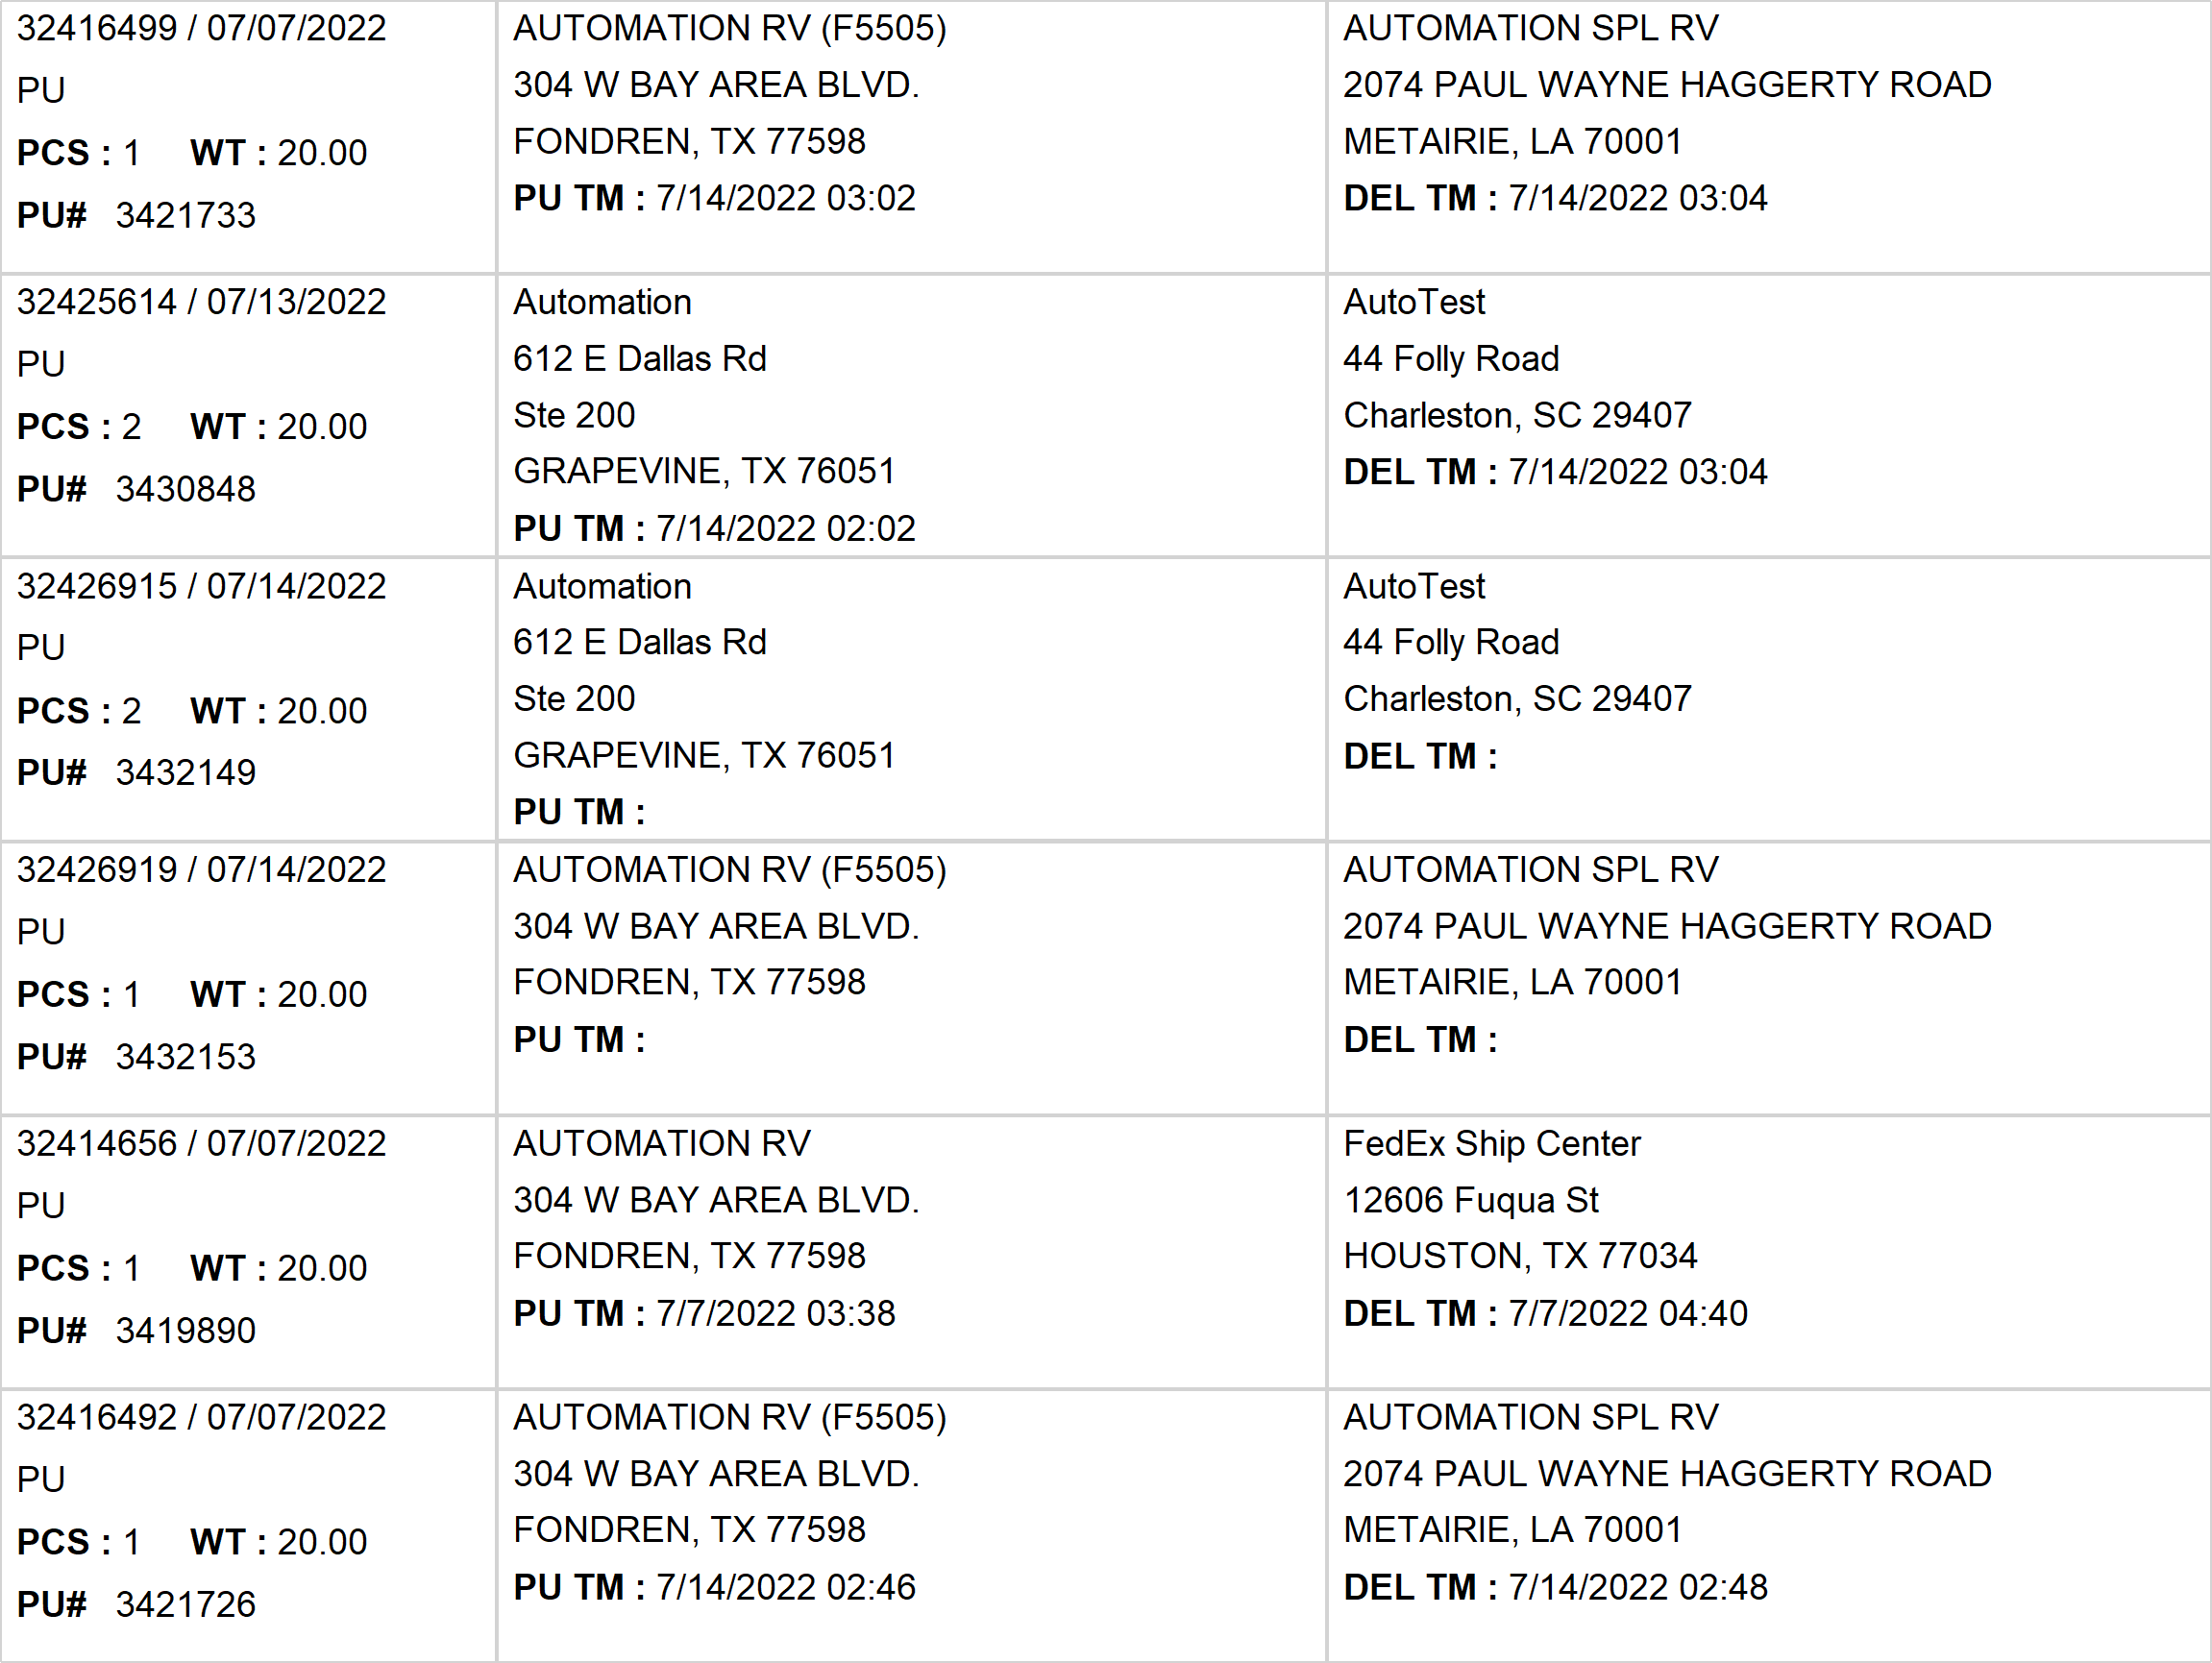 32416499 / 07/07/2022
PU
PCS : 1 WT : 20.00
PU# 3421733
AUTOMATION RV (F5505)
304 W BAY AREA BLVD.
FONDREN, TX 77598
PU TM : 7/14/2022 03:02
AUTOMATION SPL RV
2074 PAUL WAYNE HAGGERTY ROAD
METAIRIE, LA 70001
DEL TM : 7/14/2022 03:04
32425614 / 07/13/2022
PU
PCS : 2 WT : 20.00
PU# 3430848
Automation
612 E Dallas Rd
Ste 200
GRAPEVINE, TX 76051
PU TM : 7/14/2022 02:02
AutoTest
44 Folly Road
Charleston, SC 29407
DEL TM : 7/14/2022 03:04
32426915 / 07/14/2022
PU
PCS : 2 WT : 20.00
PU# 3432149
Automation
612 E Dallas Rd
Ste 200
GRAPEVINE, TX 76051
PU TM :
AutoTest
44 Folly Road
Charleston, SC 29407
DEL TM :
32426919 / 07/14/2022
PU
PCS : 1 WT : 20.00
PU# 3432153
AUTOMATION RV (F5505)
304 W BAY AREA BLVD.
FONDREN, TX 77598
PU TM :
AUTOMATION SPL RV
2074 PAUL WAYNE HAGGERTY ROAD
METAIRIE, LA 70001
DEL TM :
32414656 / 07/07/2022
PU
PCS : 1 WT : 20.00
PU# 3419890
AUTOMATION RV
304 W BAY AREA BLVD.
FONDREN, TX 77598
PU TM : 7/7/2022 03:38
FedEx Ship Center
12606 Fuqua St
HOUSTON, TX 77034
DEL TM : 7/7/2022 04:40
32416492 / 07/07/2022
PU
PCS : 1 WT : 20.00
PU# 3421726
AUTOMATION RV (F5505)
304 W BAY AREA BLVD.
FONDREN, TX 77598
PU TM : 7/14/2022 02:46
AUTOMATION SPL RV
2074 PAUL WAYNE HAGGERTY ROAD
METAIRIE, LA 70001
DEL TM : 7/14/2022 02:48